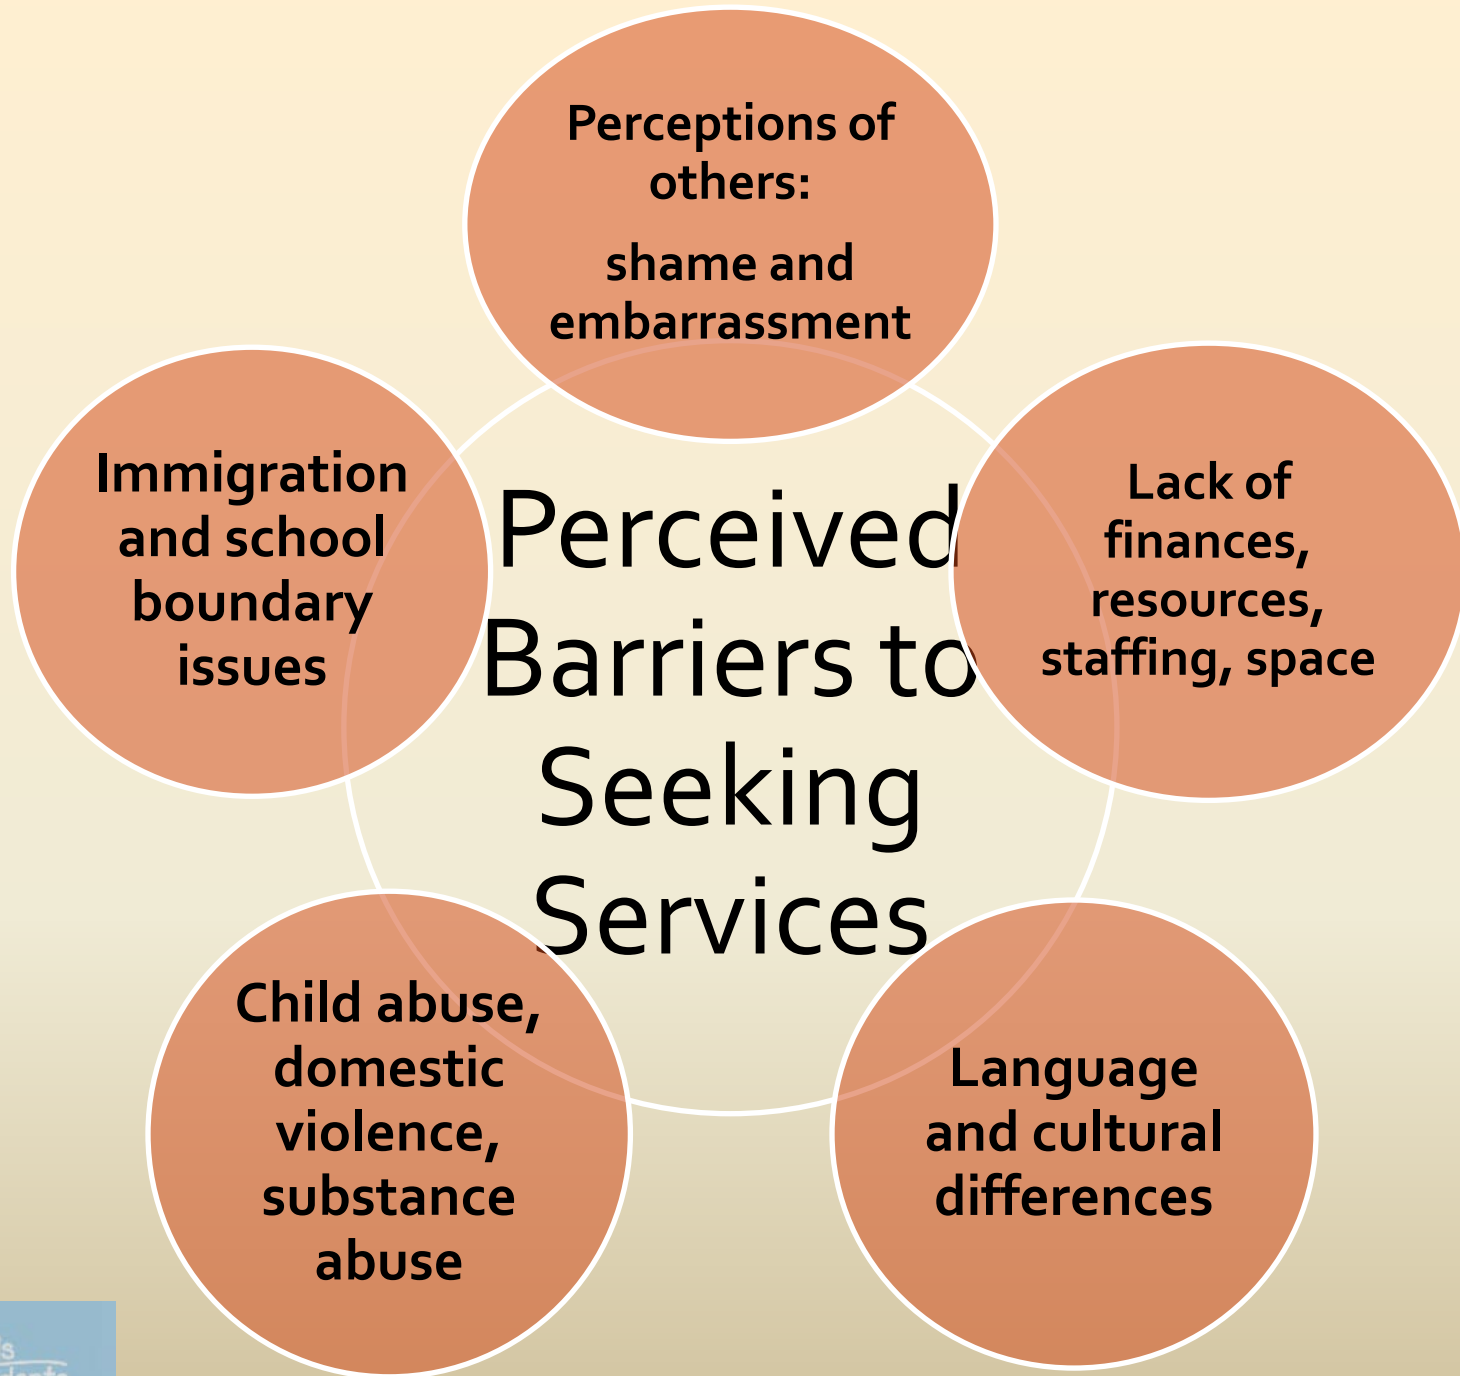 Perceptions of
others:
shame and
embarrassment
Immigration
and school
boundary
issues
Perceived
Barriers to
Seeking
Services
Lack of
finances,
resources,
staffing, space
Child abuse,
domestic
violence,
substance
abuse
Language
and cultural
differences